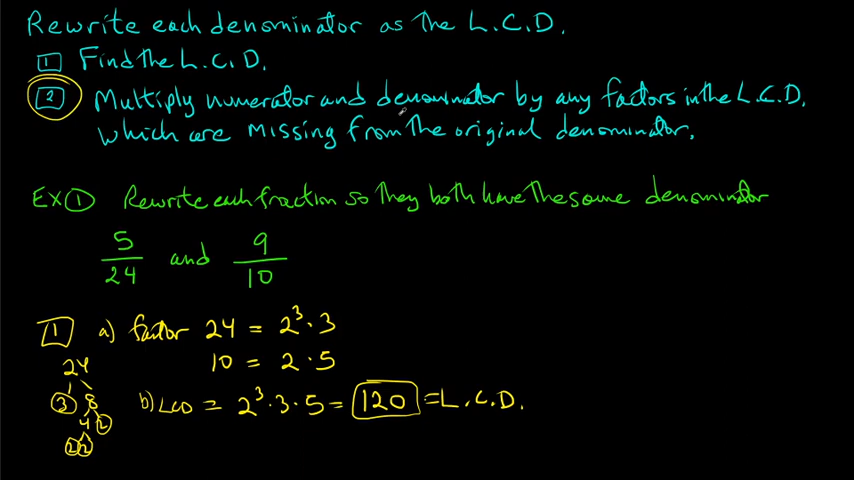 Rewrite each denominator as the L.C.D.
1 Find the L.C.D.
2 Multiply numerator and denominator by any factors in the L.C.D.
which are missing from the original denominator.
EX 1 Rewrite each fraction so they both have the same denominator
5/24 and 9/10
1 a) factor 24 = 2³·3
10 = 2·5
24
3 8
4 2
2 2
b) LCD = 2³·3·5 = 120 = L.C.D.